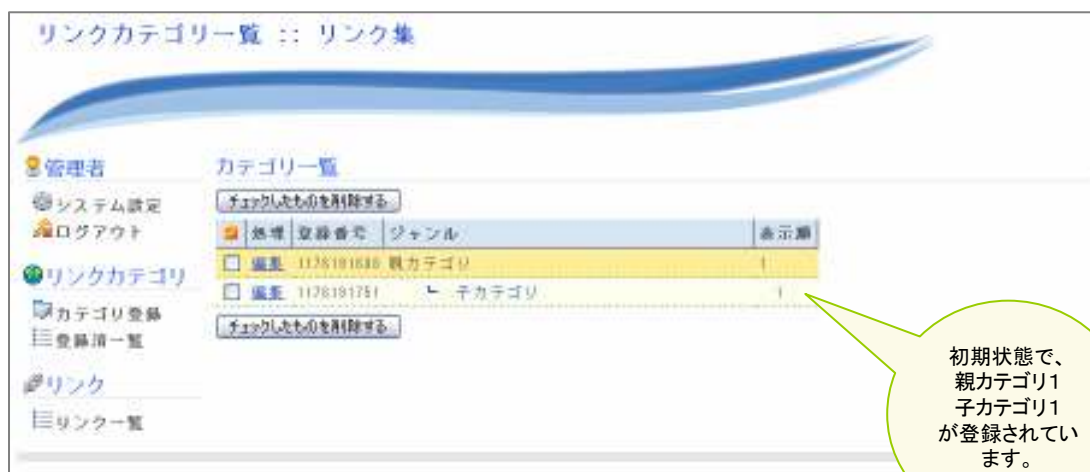 リンクカテゴリ一覧 :: リンク集
管理者
システム設定
ログアウト
リンクカテゴリ
カテゴリ登録
登録済一覧
リンク
リンク一覧
カテゴリ一覧
チェックしたものを削除する
処理 登録番号 ジャンル 表示順
編集 1178191686 親カテゴリ 1
編集 1178191751 ┗ 子カテゴリ 1
チェックしたものを削除する
初期状態で、
親カテゴリ1
子カテゴリ1
が登録されてい
ます。